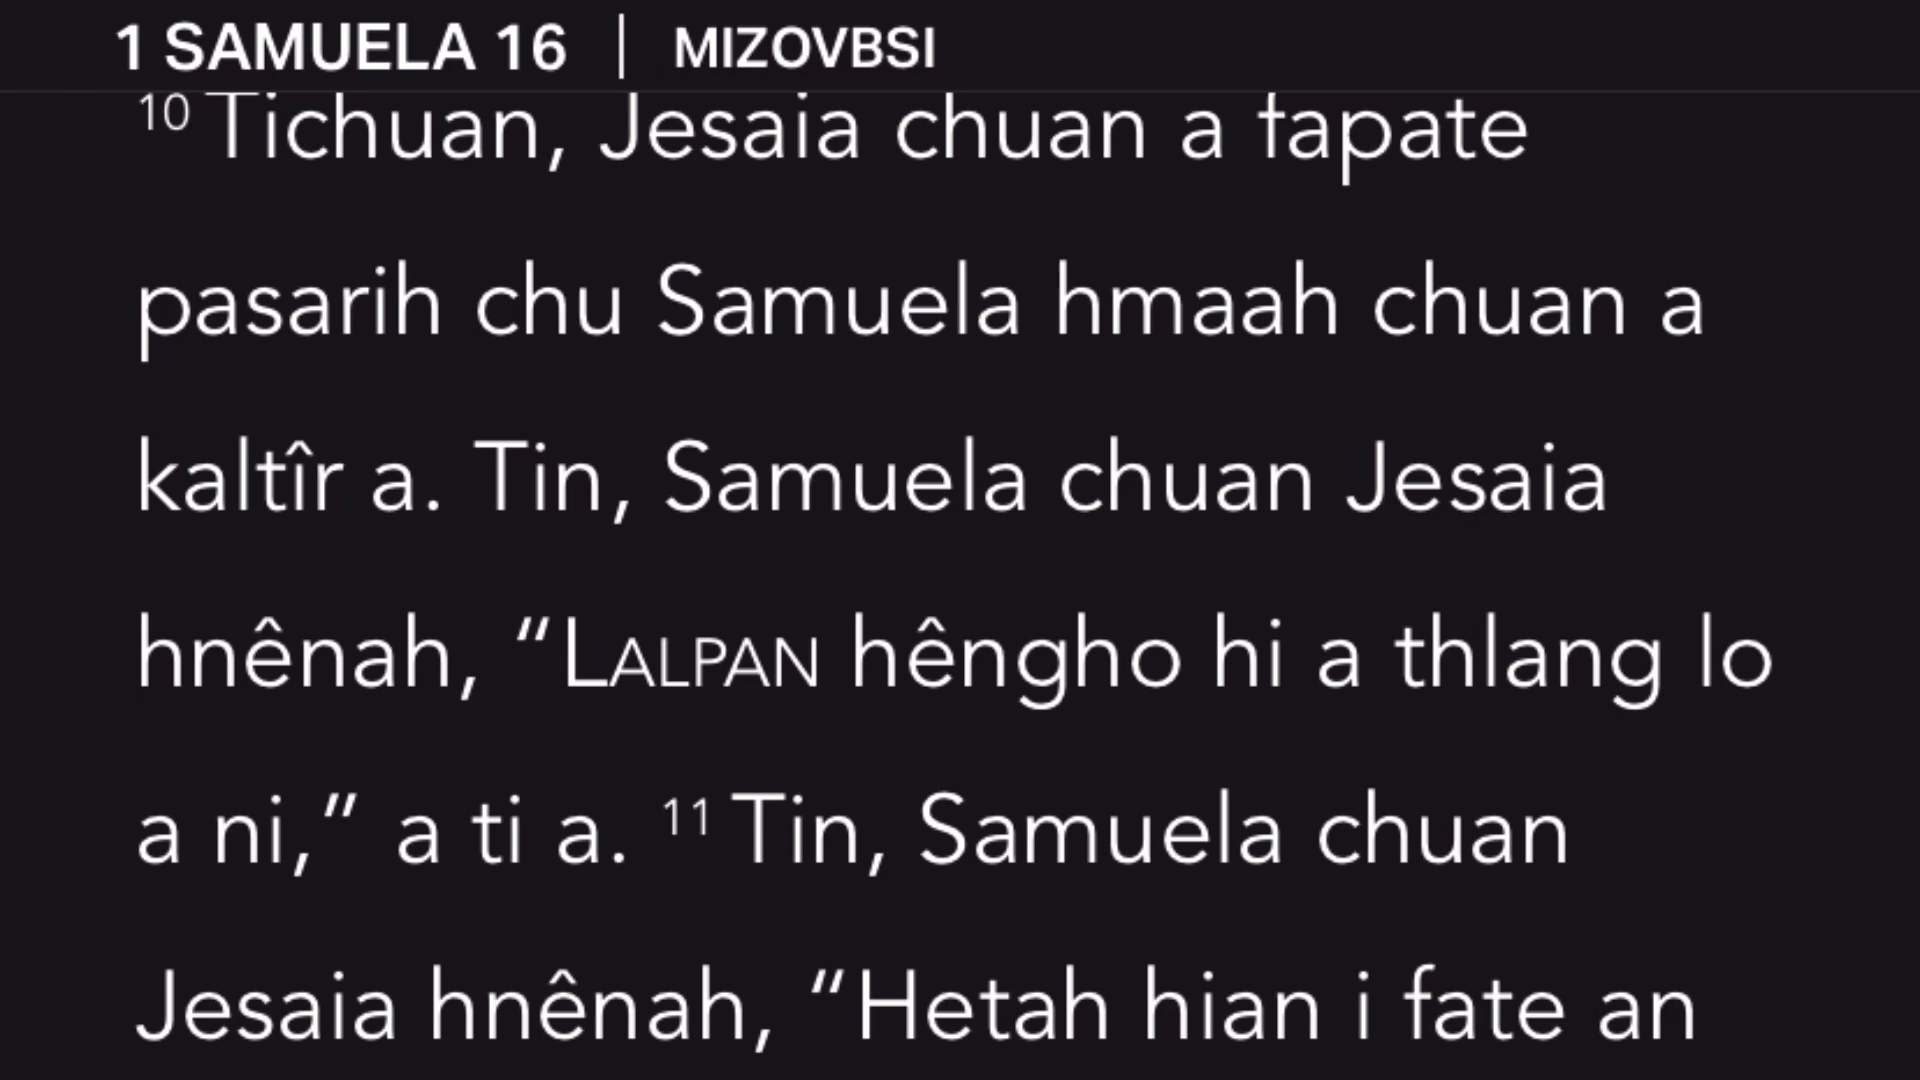 1 SAMUELA 16 | MIZOVBSI
10 Tichuan, Jesaia chuan a fapate
pasarih chu Samuela hmaah chuan a
kaltîr a. Tin, Samuela chuan Jesaia
hnênah, “LALPAN hêngho hi a thlang lo
a ni,” a ti a. 11 Tin, Samuela chuan
Jesaia hnênah, “Hetah hian i fate an